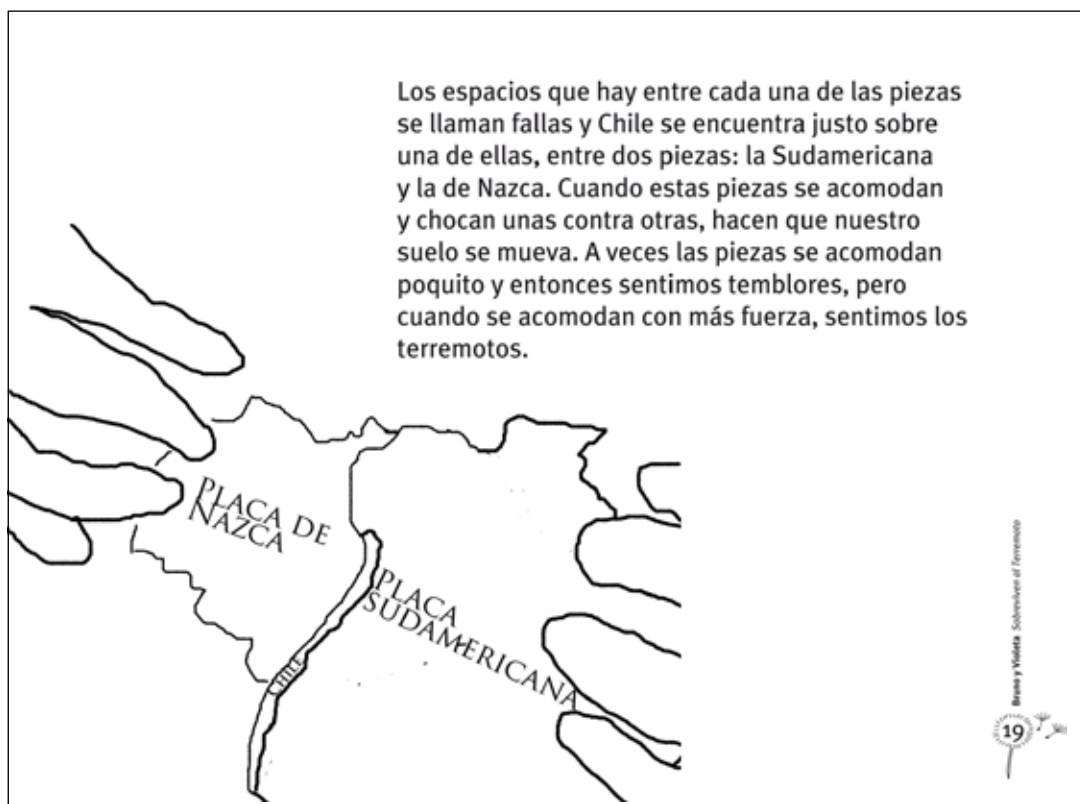 Los espacios que hay entre cada una de las piezas
se llaman fallas y Chile se encuentra justo sobre
una de ellas, entre dos piezas: la Sudamericana
y la de Nazca. Cuando estas piezas se acomodan
y chocan unas contra otras, hacen que nuestro
suelo se mueva. A veces las piezas se acomodan
poquito y entonces sentimos temblores, pero
cuando se acomodan con más fuerza, sentimos los
terremotos.
PLACA DE
NAZCA
PLACA
SUDAMERICANA
CHILE
Bruno y Violeta Sobreviven al Terremoto
19